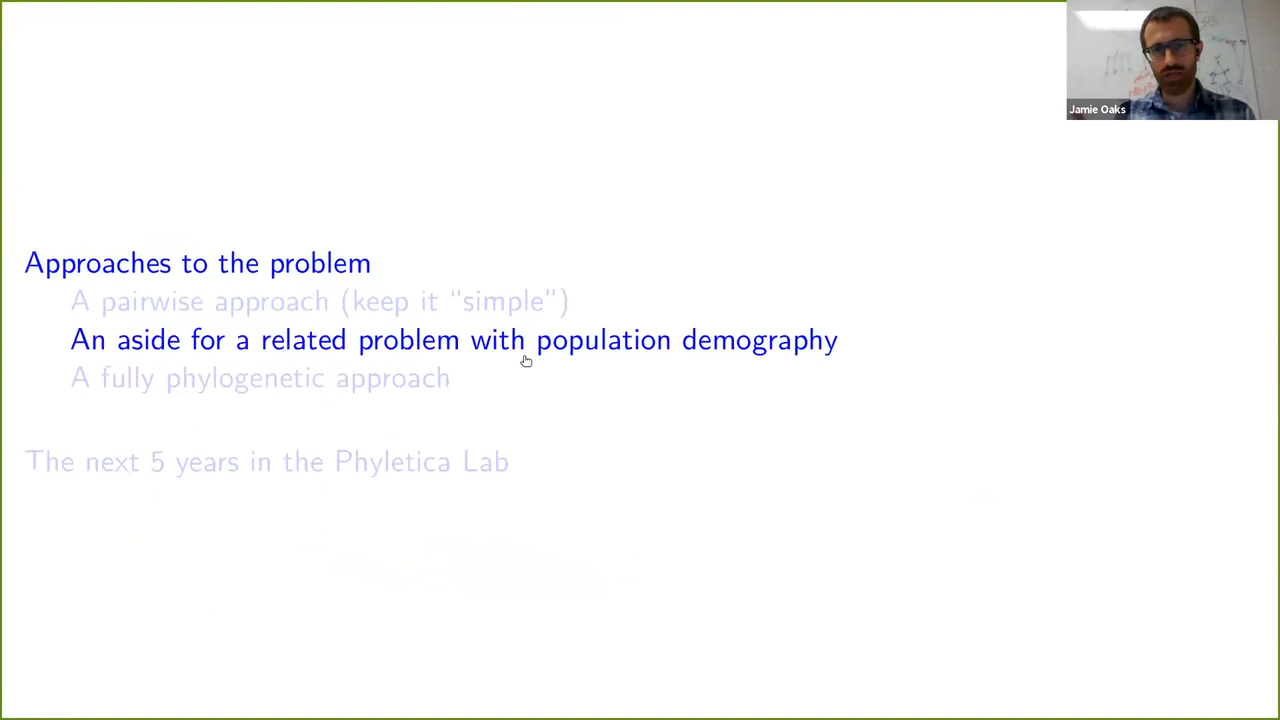 Jamie Oaks
Approaches to the problem
A pairwise approach (keep it “simple”)
An aside for a related problem with population demography
A fully phylogenetic approach
The next 5 years in the Phyletica Lab